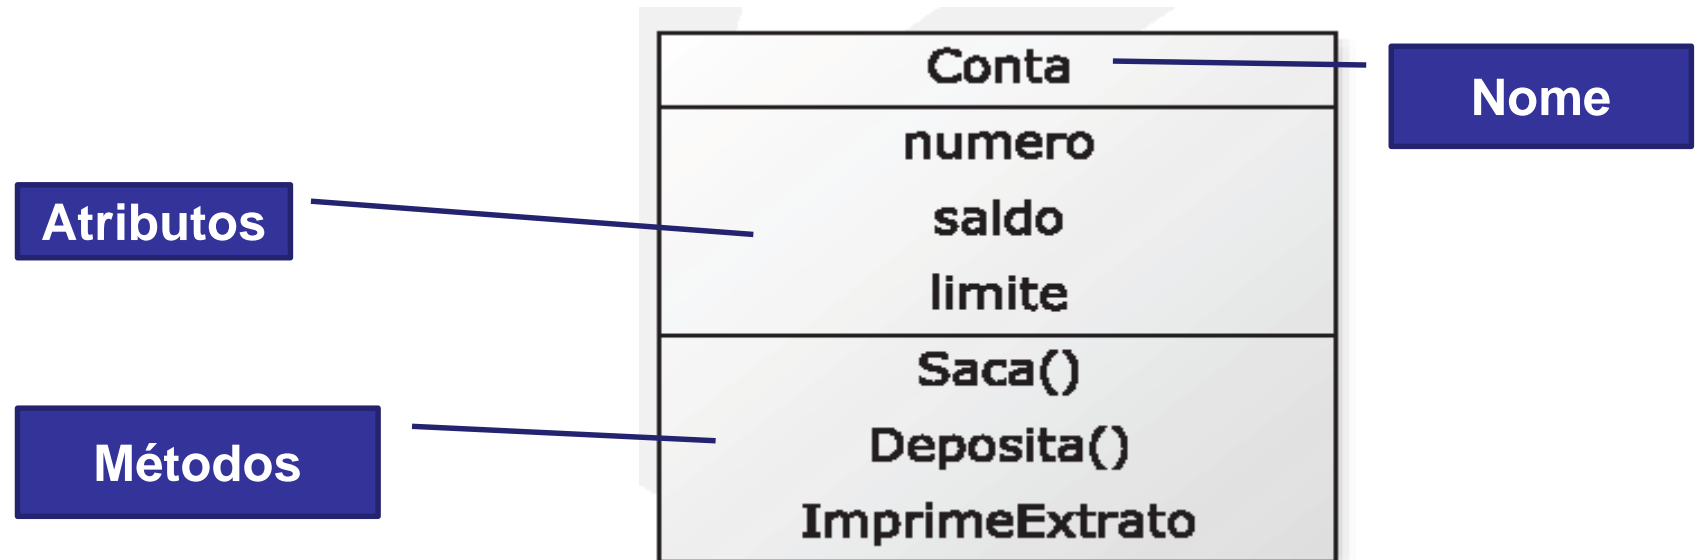 Conta
Nome
numero
Atributos
saldo
limite
Saca()
Deposita()
Métodos
ImprimeExtrato